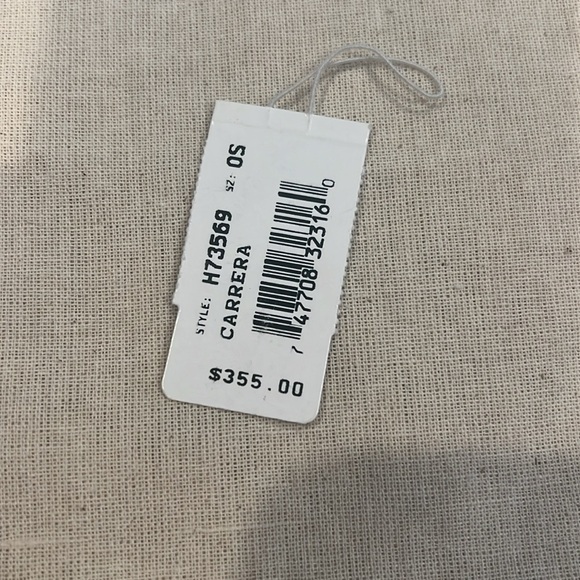 STYLE: H73569 SZ: OS
CARRERA
7 47708 32316 0
$355.00